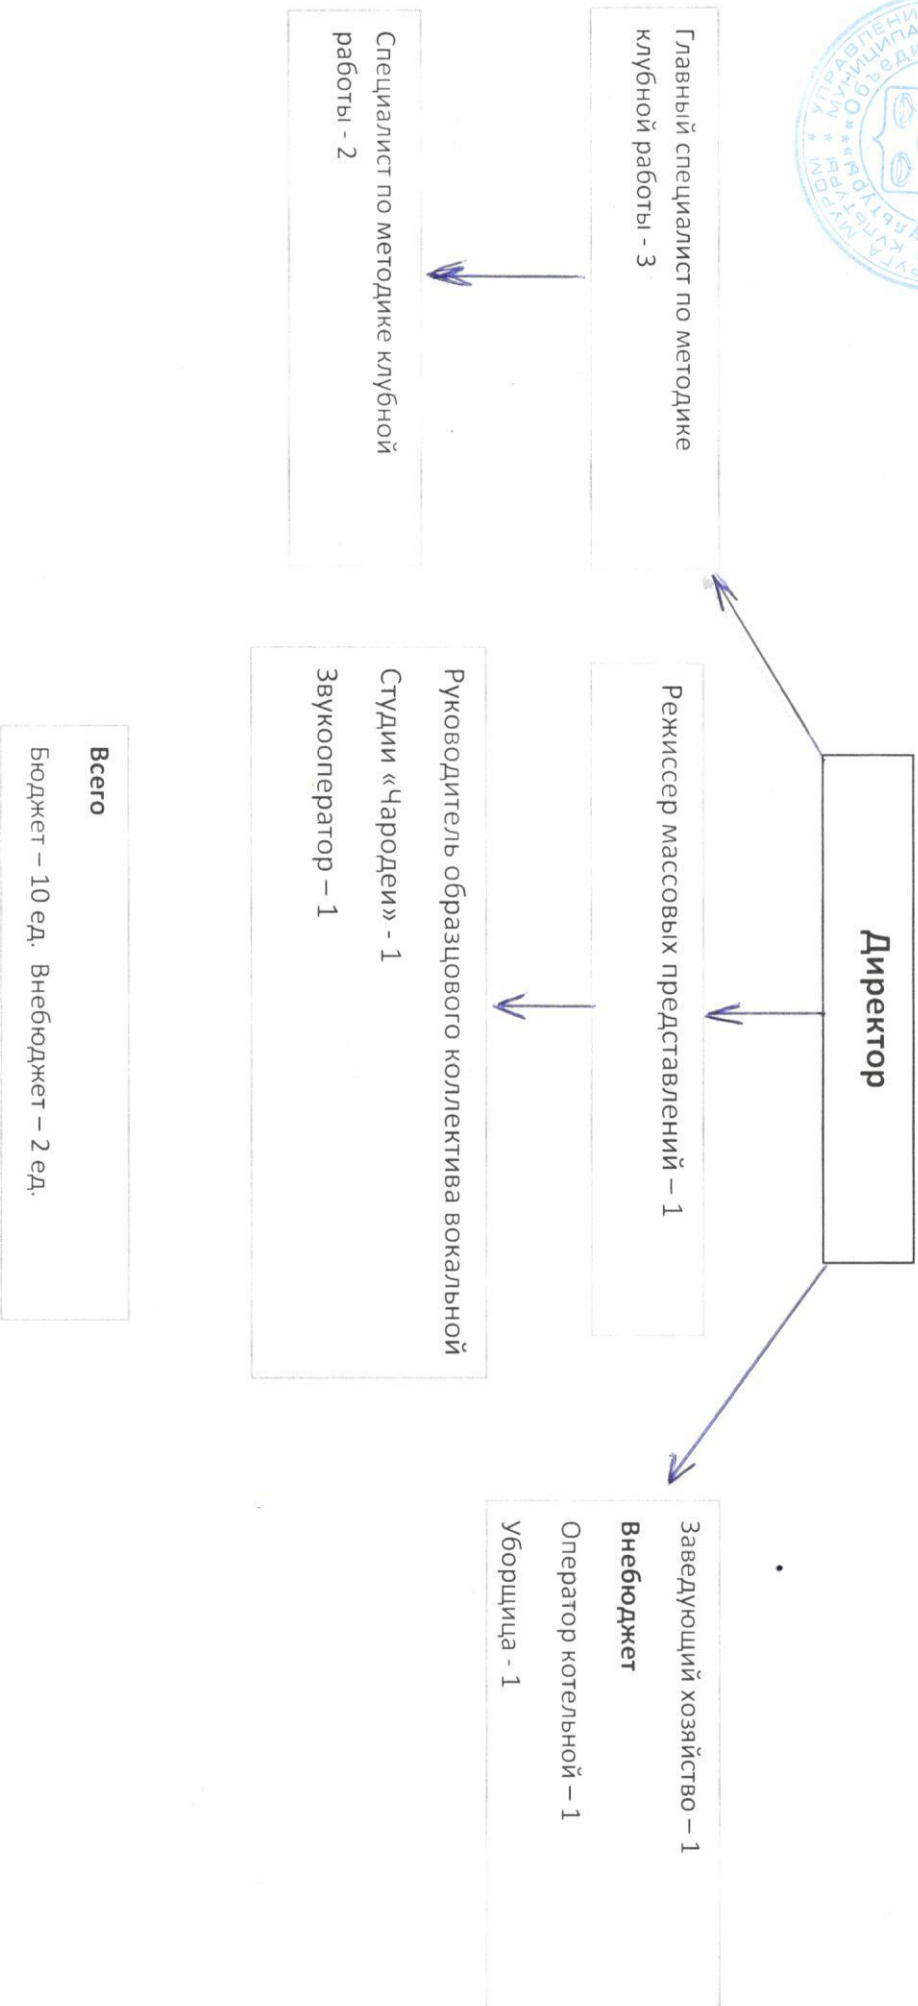 Директор
Главный специалист по методике
клубной работы - 3
Специалист по методике клубной
работы - 2
Режиссер массовых представлений – 1
Руководитель образцового коллектива вокальной
Студии «Чародеи» - 1
Звукооператор – 1
Заведующий хозяйство – 1
Внебюджет
Оператор котельной – 1
Уборщица - 1
Всего
Бюджет – 10 ед. Внебюджет – 2 ед.